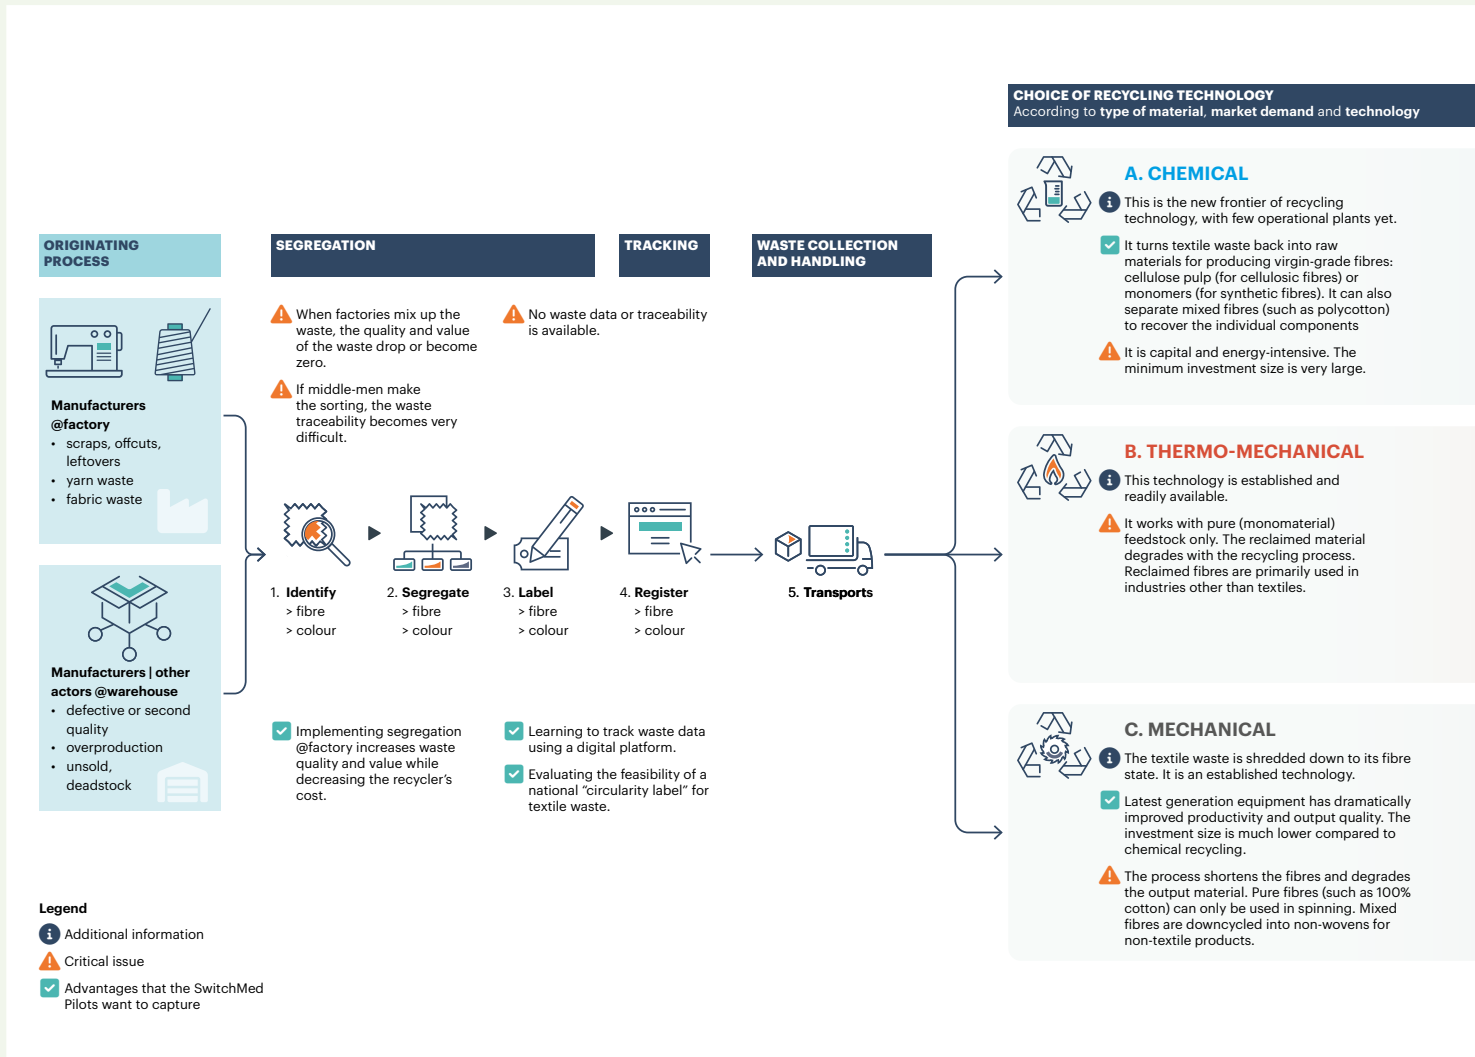 CHOICE OF RECYCLING TECHNOLOGY
According to type of material, market demand and technology
ORIGINATING
PROCESS
Manufacturers
@factory
• scraps, offcuts,
leftovers
• yarn waste
• fabric waste
Manufacturers | other
actors @warehouse
• defective or second
quality
• overproduction
• unsold,
deadstock
SEGREGATION
When factories mix up the
waste, the quality and value
of the waste drop or become
zero.
If middle-men make
the sorting, the waste
traceability becomes very
difficult.
TRACKING
No waste data or traceability
is available.
WASTE COLLECTION
AND HANDLING
1. Identify
> fibre
> colour
2. Segregate
> fibre
> colour
3. Label
> fibre
> colour
4. Register
> fibre
> colour
5. Transports
Implementing segregation
@factory increases waste
quality and value while
decreasing the recycler’s
cost.
Learning to track waste data
using a digital platform.
Evaluating the feasibility of a
national “circularity label” for
textile waste.
A. CHEMICAL
This is the new frontier of recycling
technology, with few operational plants yet.
It turns textile waste back into raw
materials for producing virgin-grade fibres:
cellulose pulp (for cellulosic fibres) or
monomers (for synthetic fibres). It can also
separate mixed fibres (such as polycotton)
to recover the individual components
It is capital and energy-intensive. The
minimum investment size is very large.
B. THERMO-MECHANICAL
This technology is established and
readily available.
It works with pure (monomaterial)
feedstock only. The reclaimed material
degrades with the recycling process.
Reclaimed fibres are primarily used in
industries other than textiles.
C. MECHANICAL
The textile waste is shredded down to its fibre
state. It is an established technology.
Latest generation equipment has dramatically
improved productivity and output quality. The
investment size is much lower compared to
chemical recycling.
The process shortens the fibres and degrades
the output material. Pure fibres (such as 100%
cotton) can only be used in spinning. Mixed
fibres are downcycled into non-wovens for
non-textile products.
Legend
Additional information
Critical issue
Advantages that the SwitchMed
Pilots want to capture